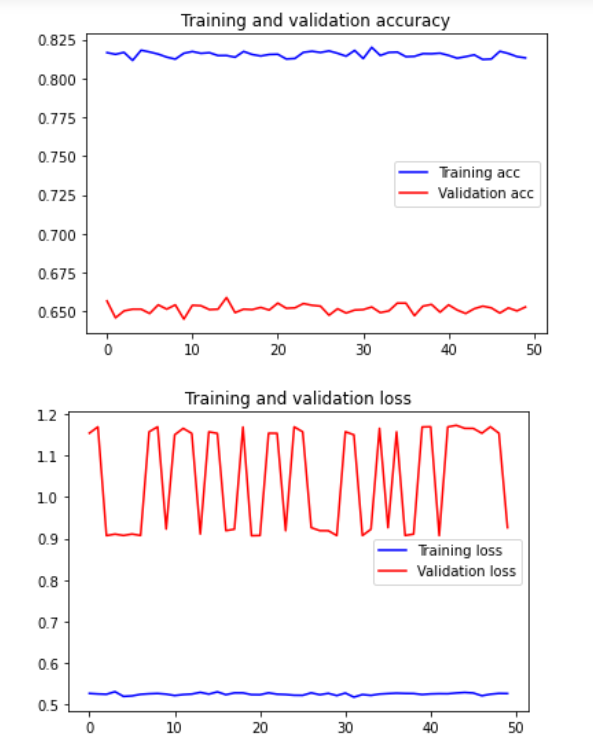 Training and validation accuracy
0.825
0.800
0.775
0.750
0.725
0.700
0.675
0.650
Training acc
Validation acc
0 10 20 30 40 50
Training and validation loss
1.2
1.1
1.0
0.9
0.8
0.7
0.6
0.5
Training loss
Validation loss
0 10 20 30 40 50